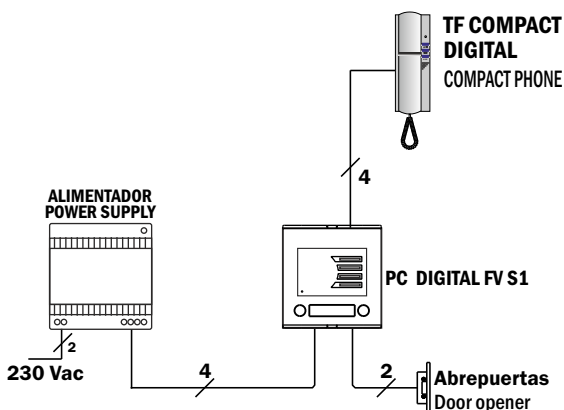 TF COMPACT
DIGITAL
COMPACT PHONE
4
ALIMENTADOR
POWER SUPPLY
PC DIGITAL FV S1
2
230 Vac
4
2
Abrepuertas
Door opener